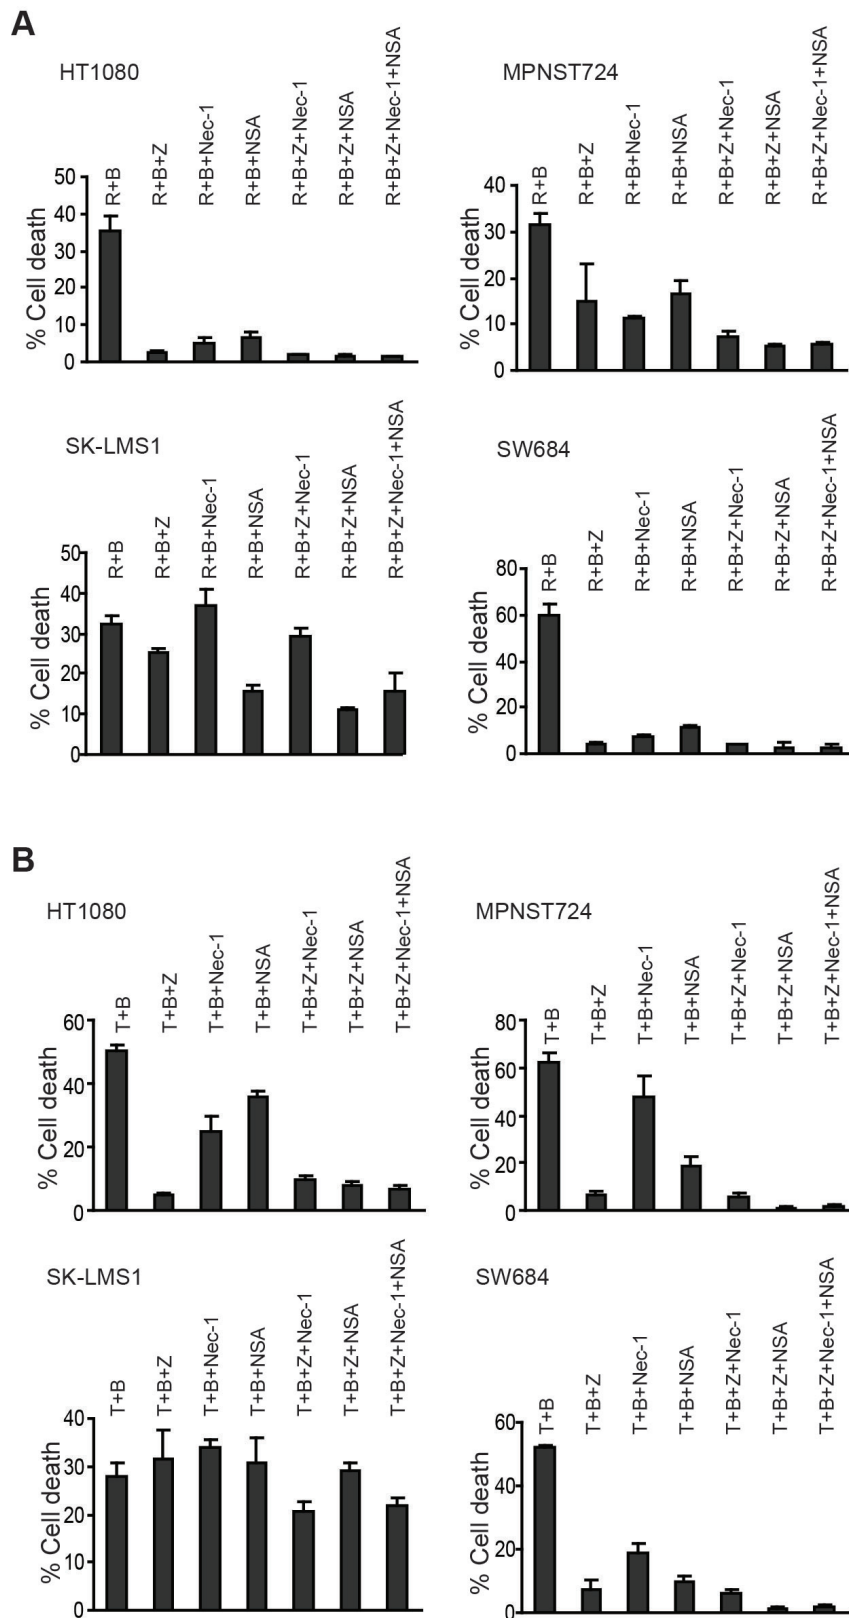 A
HT1080
R+B
R+B+Z
R+B+Nec-1
R+B+NSA
R+B+Z+Nec-1
R+B+Z+NSA
R+B+Z+Nec-1+NSA
% Cell death
50
40
30
20
10
0
MPNST724
R+B
R+B+Z
R+B+Nec-1
R+B+NSA
R+B+Z+Nec-1
R+B+Z+NSA
R+B+Z+Nec-1+NSA
% Cell death
40
30
20
10
0
SK-LMS1
R+B
R+B+Z
R+B+Nec-1
R+B+NSA
R+B+Z+Nec-1
R+B+Z+NSA
R+B+Z+Nec-1+NSA
% Cell death
50
40
30
20
10
0
SW684
R+B
R+B+Z
R+B+Nec-1
R+B+NSA
R+B+Z+Nec-1
R+B+Z+NSA
R+B+Z+Nec-1+NSA
% Cell death
80
60
40
20
0
B
HT1080
T+B
T+B+Z
T+B+Nec-1
T+B+NSA
T+B+Z+Nec-1
T+B+Z+NSA
T+B+Z+Nec-1+NSA
% Cell death
60
40
20
0
MPNST724
T+B
T+B+Z
T+B+Nec-1
T+B+NSA
T+B+Z+Nec-1
T+B+Z+NSA
T+B+Z+Nec-1+NSA
% Cell death
80
60
40
20
0
SK-LMS1
T+B
T+B+Z
T+B+Nec-1
T+B+NSA
T+B+Z+Nec-1
T+B+Z+NSA
T+B+Z+Nec-1+NSA
% Cell death
40
30
20
10
0
SW684
T+B
T+B+Z
T+B+Nec-1
T+B+NSA
T+B+Z+Nec-1
T+B+Z+NSA
T+B+Z+Nec-1+NSA
% Cell death
60
40
20
0